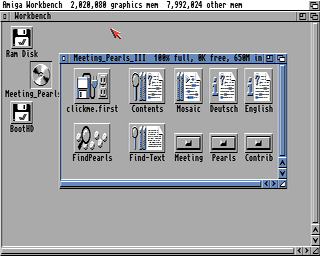 Amiga Workbench 2,020,080 graphics mem 7,992,024 other mem
Workbench
Ram Disk
Meeting_Pearls
BootHD
Meeting_Pearls_III 100% full, 0K free, 650M in
clickme.first Contents Mosaic Deutsch English
FindPearls Find-Text Meeting Pearls Contrib